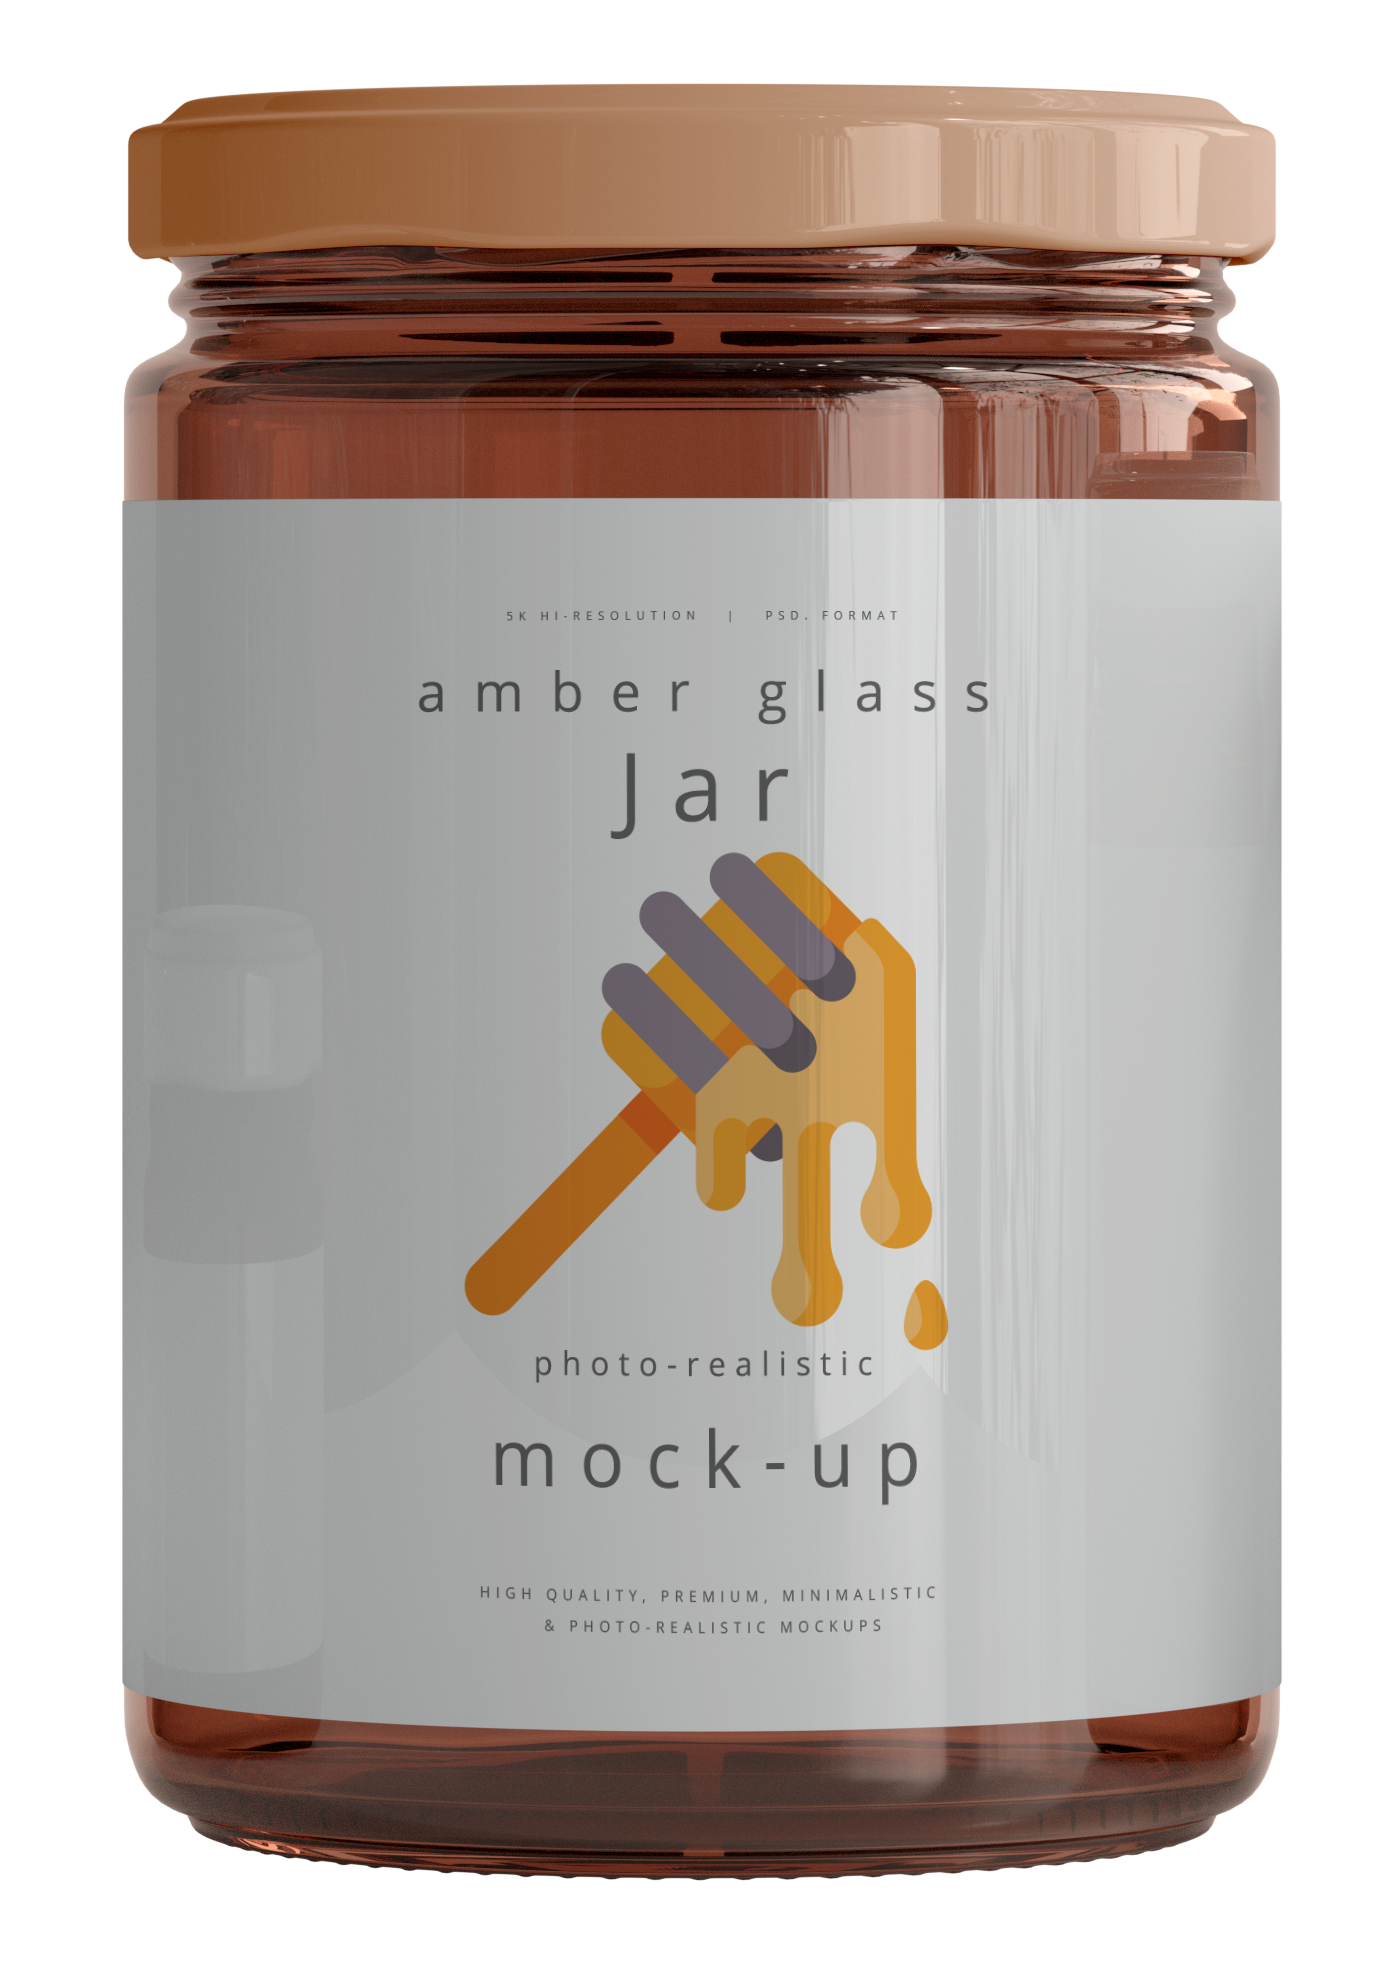 5K HI-RESOLUTION | PSD. FORMAT
amber glass
Jar
photo-realistic
mock-up
HIGH QUALITY, PREMIUM, MINIMALISTIC
& PHOTO-REALISTIC MOCKUPS